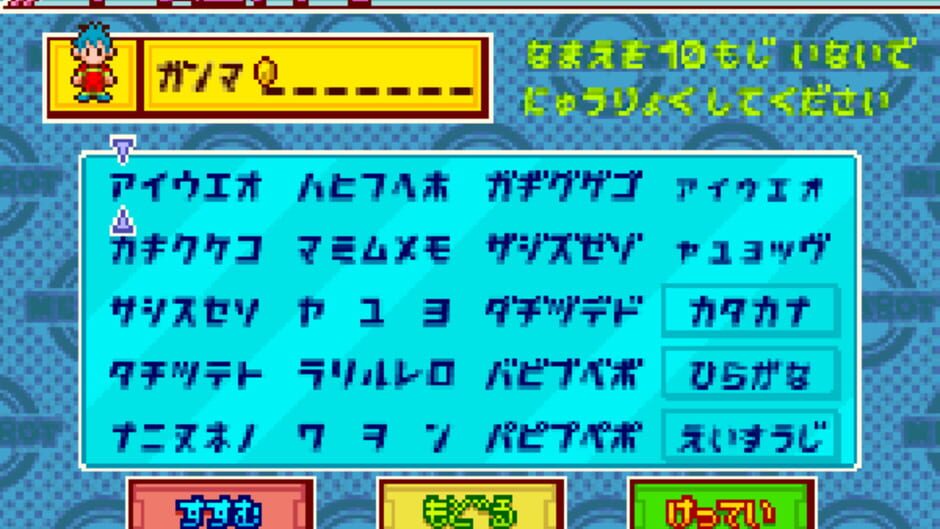 ガンマ
なまえを10もじ いないで
にゅうりょくしてください
アイウエオ ハヒフヘホ ガギグゲゴ ァィゥェォ
カキクケコ マミムメモ ザジズゼゾ ャュョッヴ
サシスセソ ヤ ユ ヨ ダヂヅデド カタカナ
タチツテト ラリルレロ バビブベボ ひらがな
ナニヌネノ ワ ヲ ン パピプペポ えいすうじ
すすむ もどる けってい